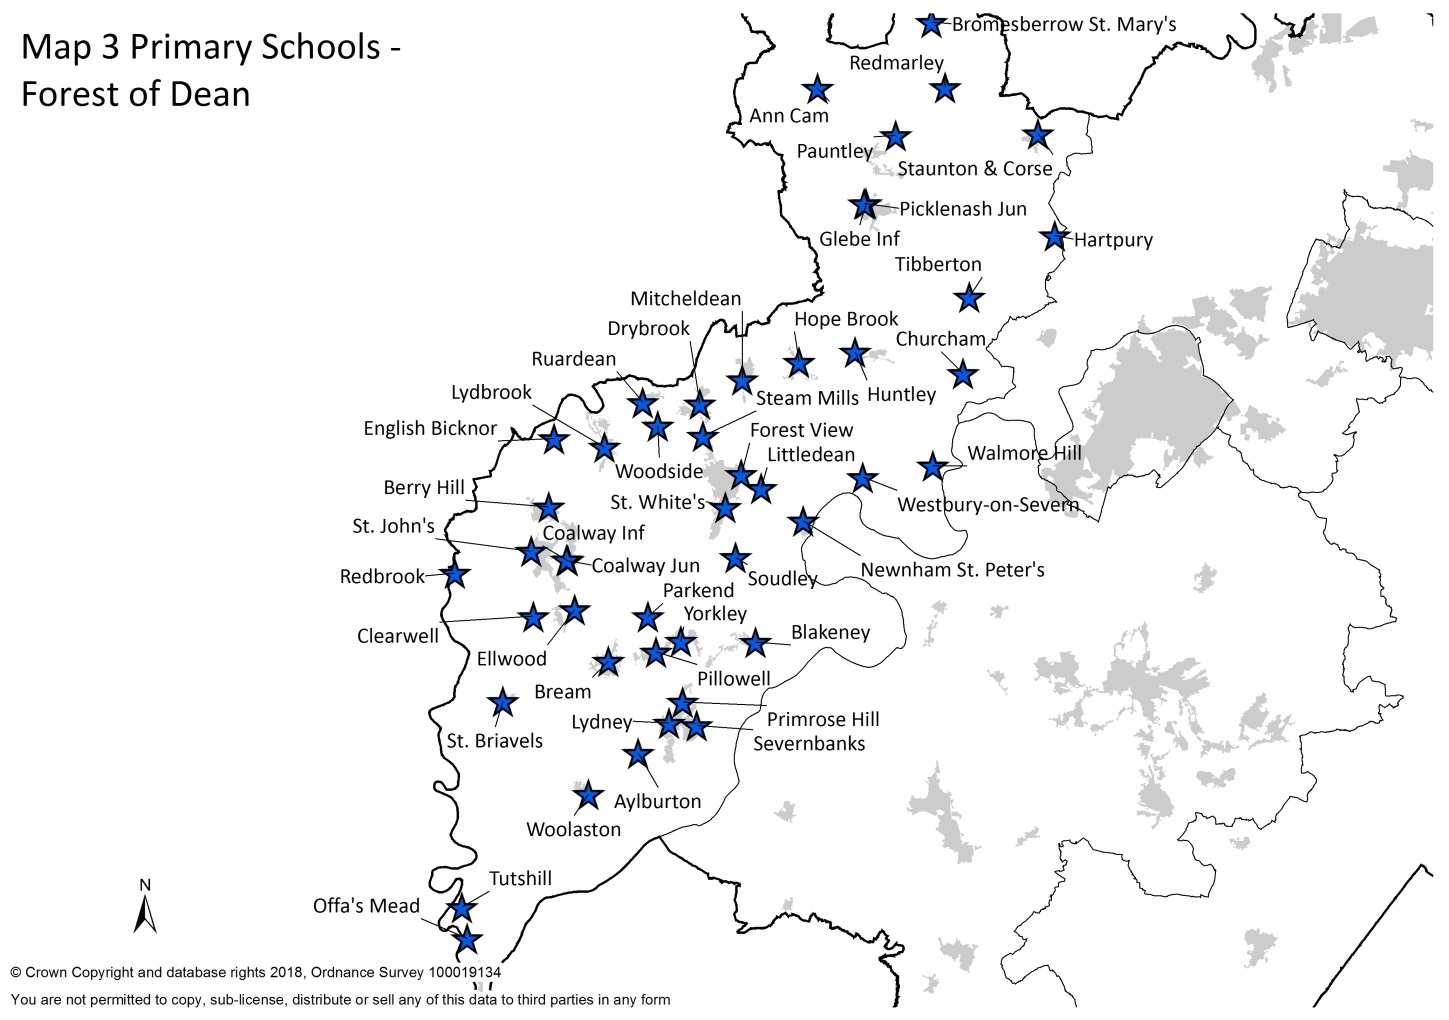 Map 3 Primary Schools -
Forest of Dean
Bromesberrow St. Mary's
Redmarley
Ann Cam
Pauntley
Staunton & Corse
Picklenash Jun
Glebe Inf
Hartpury
Tibberton
Mitcheldean
Hope Brook
Drybrook
Churcham
Ruardean
Lydbrook
Huntley
Steam Mills
English Bicknor
Forest View
Littledean
Walmore Hill
Woodside
Berry Hill
St. White's
Westbury-on-Severn
St. John's
Coalway Inf
Coalway Jun
Newnham St. Peter's
Redbrook
Soudley
Parkend
Yorkley
Clearwell
Blakeney
Ellwood
Pillowell
Bream
Lydney
Primrose Hill
St. Briavels
Severnbanks
Aylburton
Woolaston
Tutshill
N
Offa's Mead
© Crown Copyright and database rights 2018, Ordnance Survey 100019134
You are not permitted to copy, sub-license, distribute or sell any of this data to third parties in any form